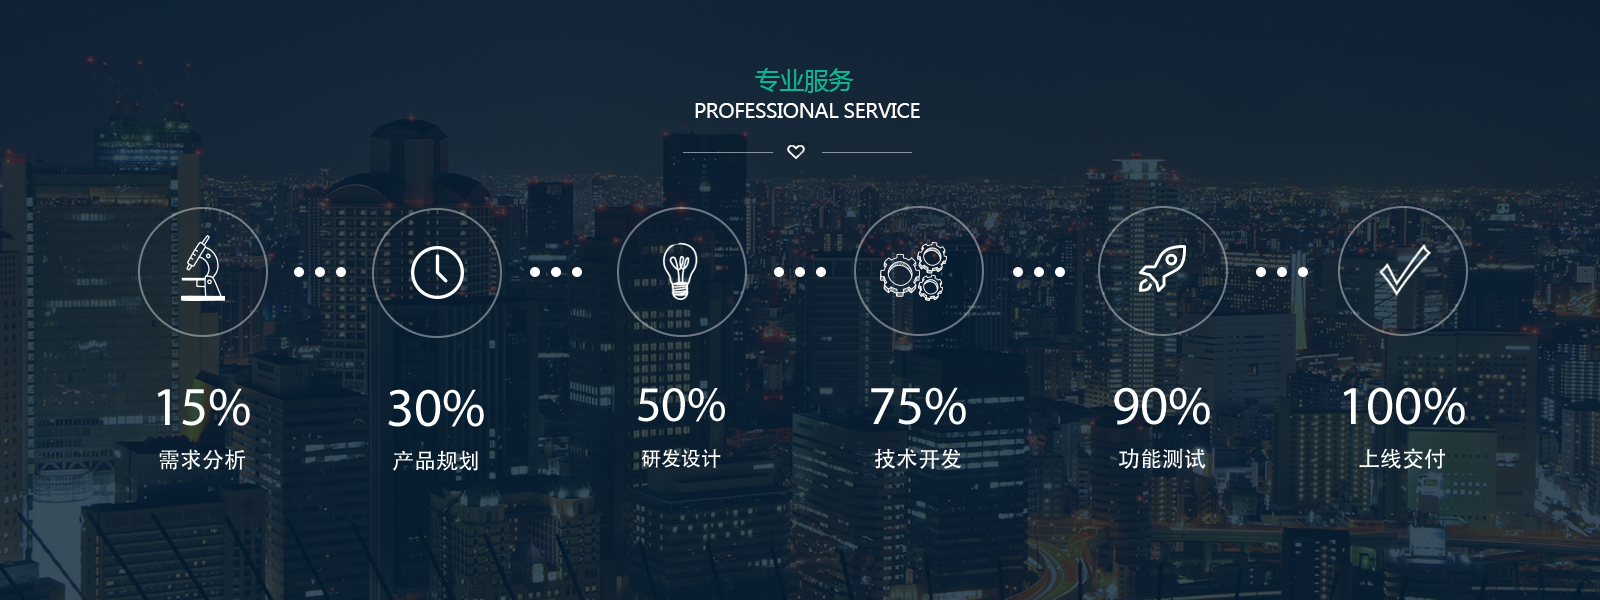 专业服务
PROFESSIONAL SERVICE
15%
30%
50%
75%
90%
100%
需求分析
产品规划
研发设计
技术开发
功能测试
上线交付